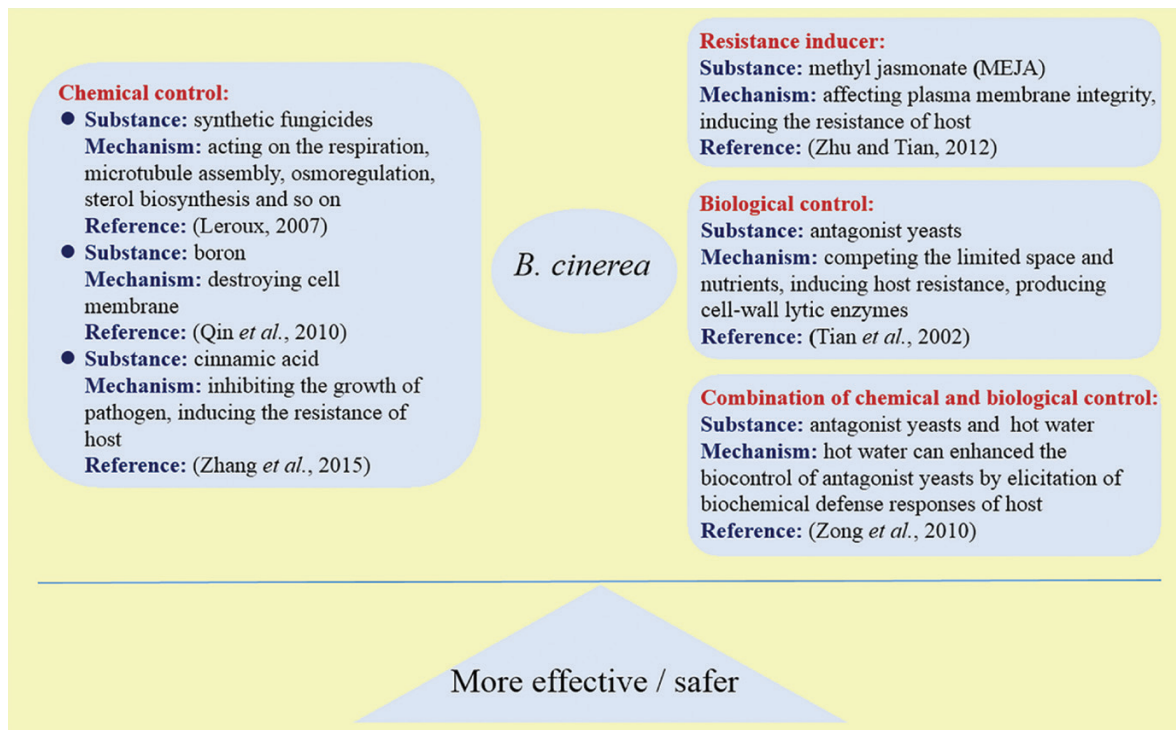 Chemical control:
● Substance: synthetic fungicides
Mechanism: acting on the respiration,
microtubule assembly, osmoregulation,
sterol biosynthesis and so on
Reference: (Leroux, 2007)
● Substance: boron
Mechanism: destroying cell
membrane
Reference: (Qin et al., 2010)
● Substance: cinnamic acid
Mechanism: inhibiting the growth of
pathogen, inducing the resistance of
host
Reference: (Zhang et al., 2015)
B. cinerea
Resistance inducer:
Substance: methyl jasmonate (MEJA)
Mechanism: affecting plasma membrane integrity,
inducing the resistance of host
Reference: (Zhu and Tian, 2012)
Biological control:
Substance: antagonist yeasts
Mechanism: competing the limited space and
nutrients, inducing host resistance, producing
cell-wall lytic enzymes
Reference: (Tian et al., 2002)
Combination of chemical and biological control:
Substance: antagonist yeasts and hot water
Mechanism: hot water can enhanced the
biocontrol of antagonist yeasts by elicitation of
biochemical defense responses of host
Reference: (Zong et al., 2010)
More effective / safer